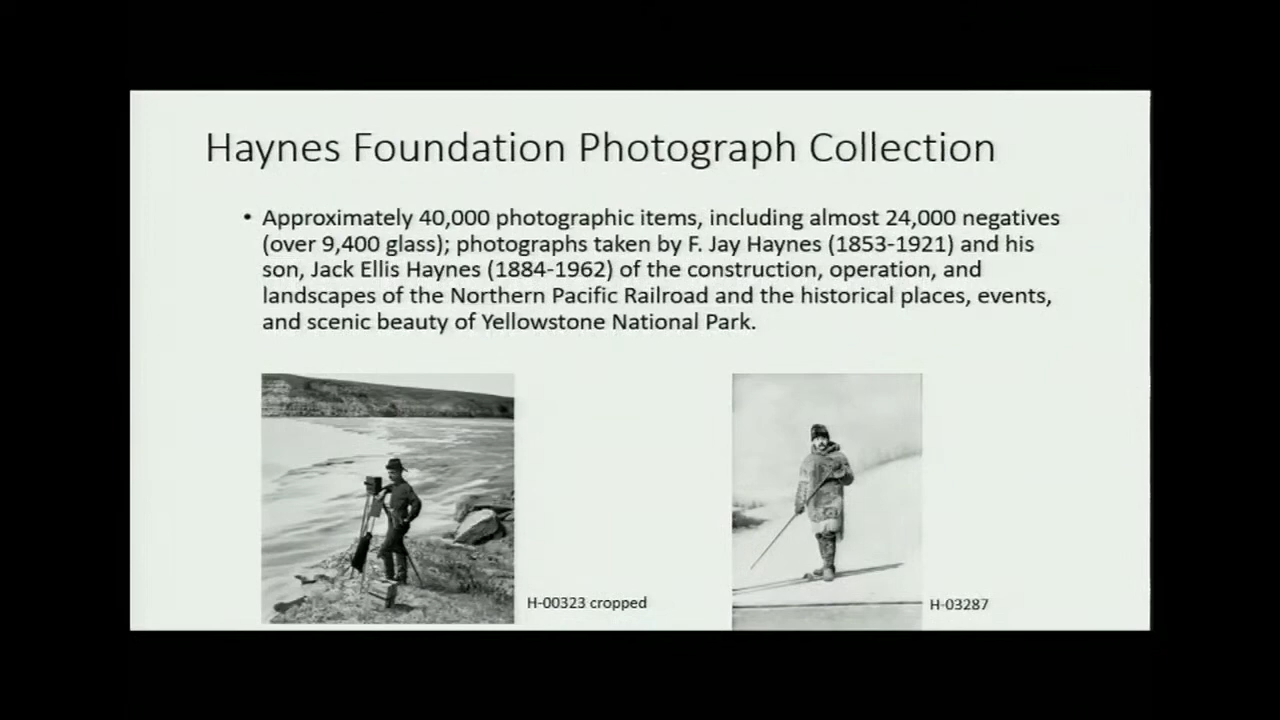 Haynes Foundation Photograph Collection
• Approximately 40,000 photographic items, including almost 24,000 negatives
(over 9,400 glass); photographs taken by F. Jay Haynes (1853-1921) and his
son, Jack Ellis Haynes (1884-1962) of the construction, operation, and
landscapes of the Northern Pacific Railroad and the historical places, events,
and scenic beauty of Yellowstone National Park.
H-00323 cropped
H-03287